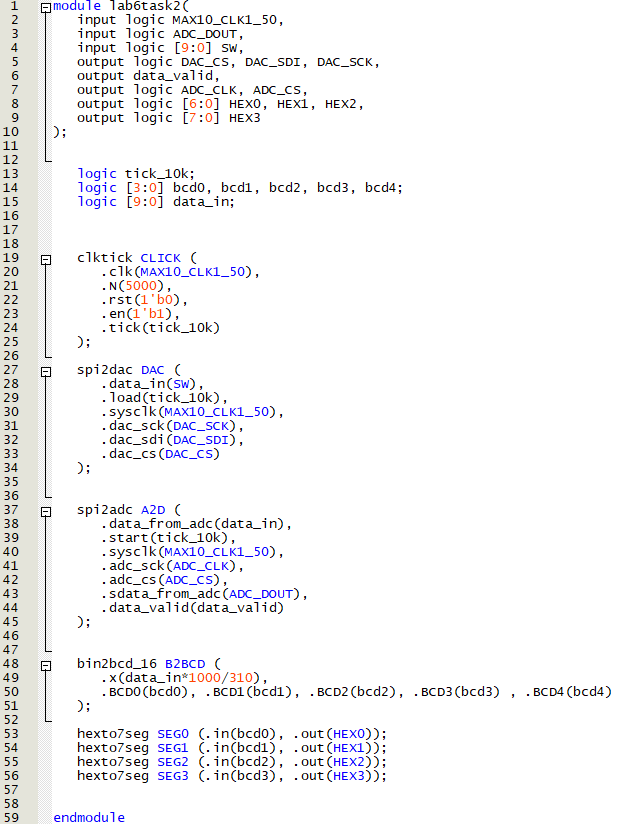 1 module lab6task2(
2 input logic MAX10_CLK1_50,
3 input logic ADC_DOUT,
4 input logic [9:0] SW,
5 output logic DAC_CS, DAC_SDI, DAC_SCK,
6 output data_valid,
7 output logic ADC_CLK, ADC_CS,
8 output logic [6:0] HEX0, HEX1, HEX2,
9 output logic [7:0] HEX3
10 );
11
12
13 logic tick_10k;
14 logic [3:0] bcd0, bcd1, bcd2, bcd3, bcd4;
15 logic [9:0] data_in;
16
17
18
19 clktick CLICK (
20 .clk(MAX10_CLK1_50),
21 .N(5000),
22 .rst(1'b0),
23 .en(1'b1),
24 .tick(tick_10k)
25 );
26
27 spi2dac DAC (
28 .data_in(SW),
29 .load(tick_10k),
30 .sysclk(MAX10_CLK1_50),
31 .dac_sck(DAC_SCK),
32 .dac_sdi(DAC_SDI),
33 .dac_cs(DAC_CS)
34 );
35
36
37 spi2adc A2D (
38 .data_from_adc(data_in),
39 .start(tick_10k),
40 .sysclk(MAX10_CLK1_50),
41 .adc_sck(ADC_CLK),
42 .adc_cs(ADC_CS),
43 .sdata_from_adc(ADC_DOUT),
44 .data_valid(data_valid)
45 );
46
47
48 bin2bcd_16 B2BCD (
49 .x(data_in*1000/310),
50 .BCD0(bcd0), .BCD1(bcd1), .BCD2(bcd2), .BCD3(bcd3) , .BCD4(bcd4)
51 );
52
53 hexto7seg SEG0 (.in(bcd0), .out(HEX0));
54 hexto7seg SEG1 (.in(bcd1), .out(HEX1));
55 hexto7seg SEG2 (.in(bcd2), .out(HEX2));
56 hexto7seg SEG3 (.in(bcd3), .out(HEX3));
57
58
59 endmodule